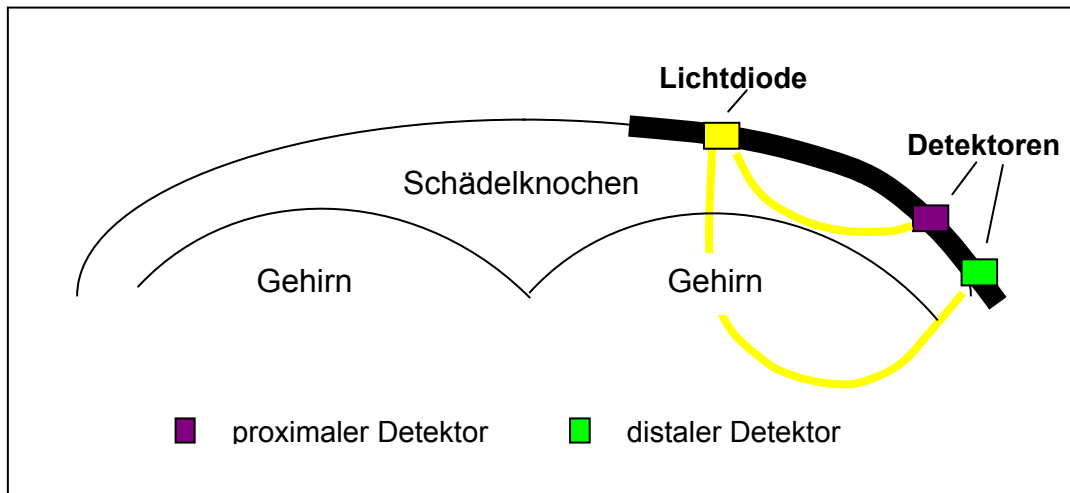 Lichtdiode
Detektoren
Schädelknochen
Gehirn
Gehirn
proximaler Detektor
distaler Detektor